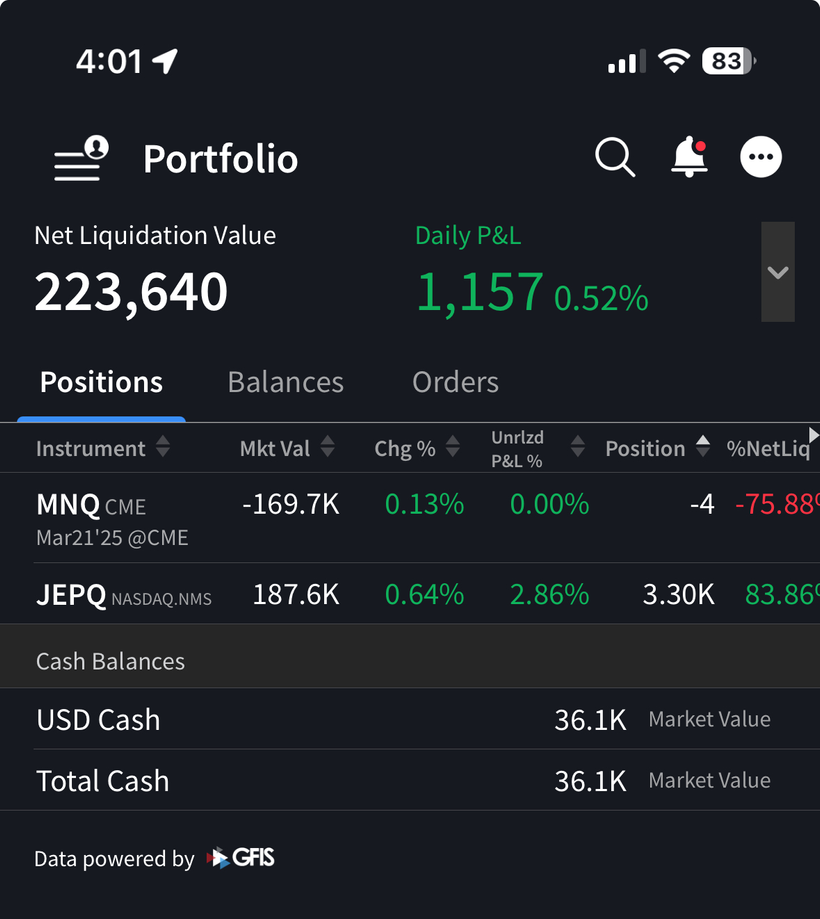 4:01 83
Portfolio
Net Liquidation Value Daily P&L
223,640 1,157 0.52%
Positions Balances Orders
Instrument Mkt Val Chg % Unrlzd P&L % Position %NetLiq
MNQ CME -169.7K 0.13% 0.00% -4 -75.88%
Mar21'25 @CME
JEPQ NASDAQ.NMS 187.6K 0.64% 2.86% 3.30K 83.86%
Cash Balances
USD Cash 36.1K Market Value
Total Cash 36.1K Market Value
Data powered by GFIS